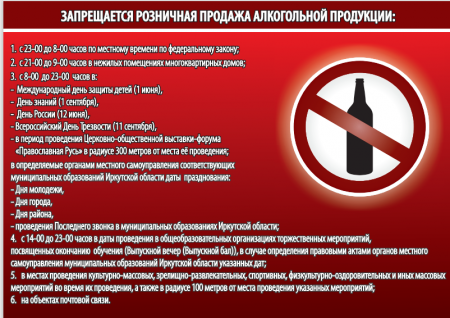 ЗАПРЕЩАЕТСЯ РОЗНИЧНАЯ ПРОДАЖА АЛКОГОЛЬНОЙ ПРОДУКЦИИ:
1. с 23-00 до 8-00 часов по местному времени по федеральному закону;
2. с 21-00 до 9-00 часов в нежилых помещениях многоквартирных домов;
3. с 8-00 до 23-00 часов в:
- Международный день защиты детей (1 июня),
- День знаний (1 сентября),
- День России (12 июня),
- Всероссийский День Трезвости (11 сентября),
- в период проведения Церковно-общественной выставки-форума
«Православная Русь» в радиусе 300 метров от места её проведения;
в определяемые органами местного самоуправления соответствующих
муниципальных образований Иркутской области даты празднования:
– Дня молодежи,
– Дня города,
– Дня района,
– проведения Последнего звонка в муниципальных образованиях Иркутской области;
4. с 14-00 до 23-00 часов в даты проведения в общеобразовательных организациях торжественных мероприятий,
посвященных окончанию обучения (Выпускной вечер (Выпускной бал)), в случае определения правовыми актами органов местного
самоуправления муниципальных образований Иркутской области указанных дат;
5. в местах проведения культурно-массовых, зрелищно-развлекательных, спортивных, физкультурно-оздоровительных и иных массовых
мероприятий во время их проведения, а также в радиусе 100 метров от места проведения указанных мероприятий;
6. на объектах почтовой связи.